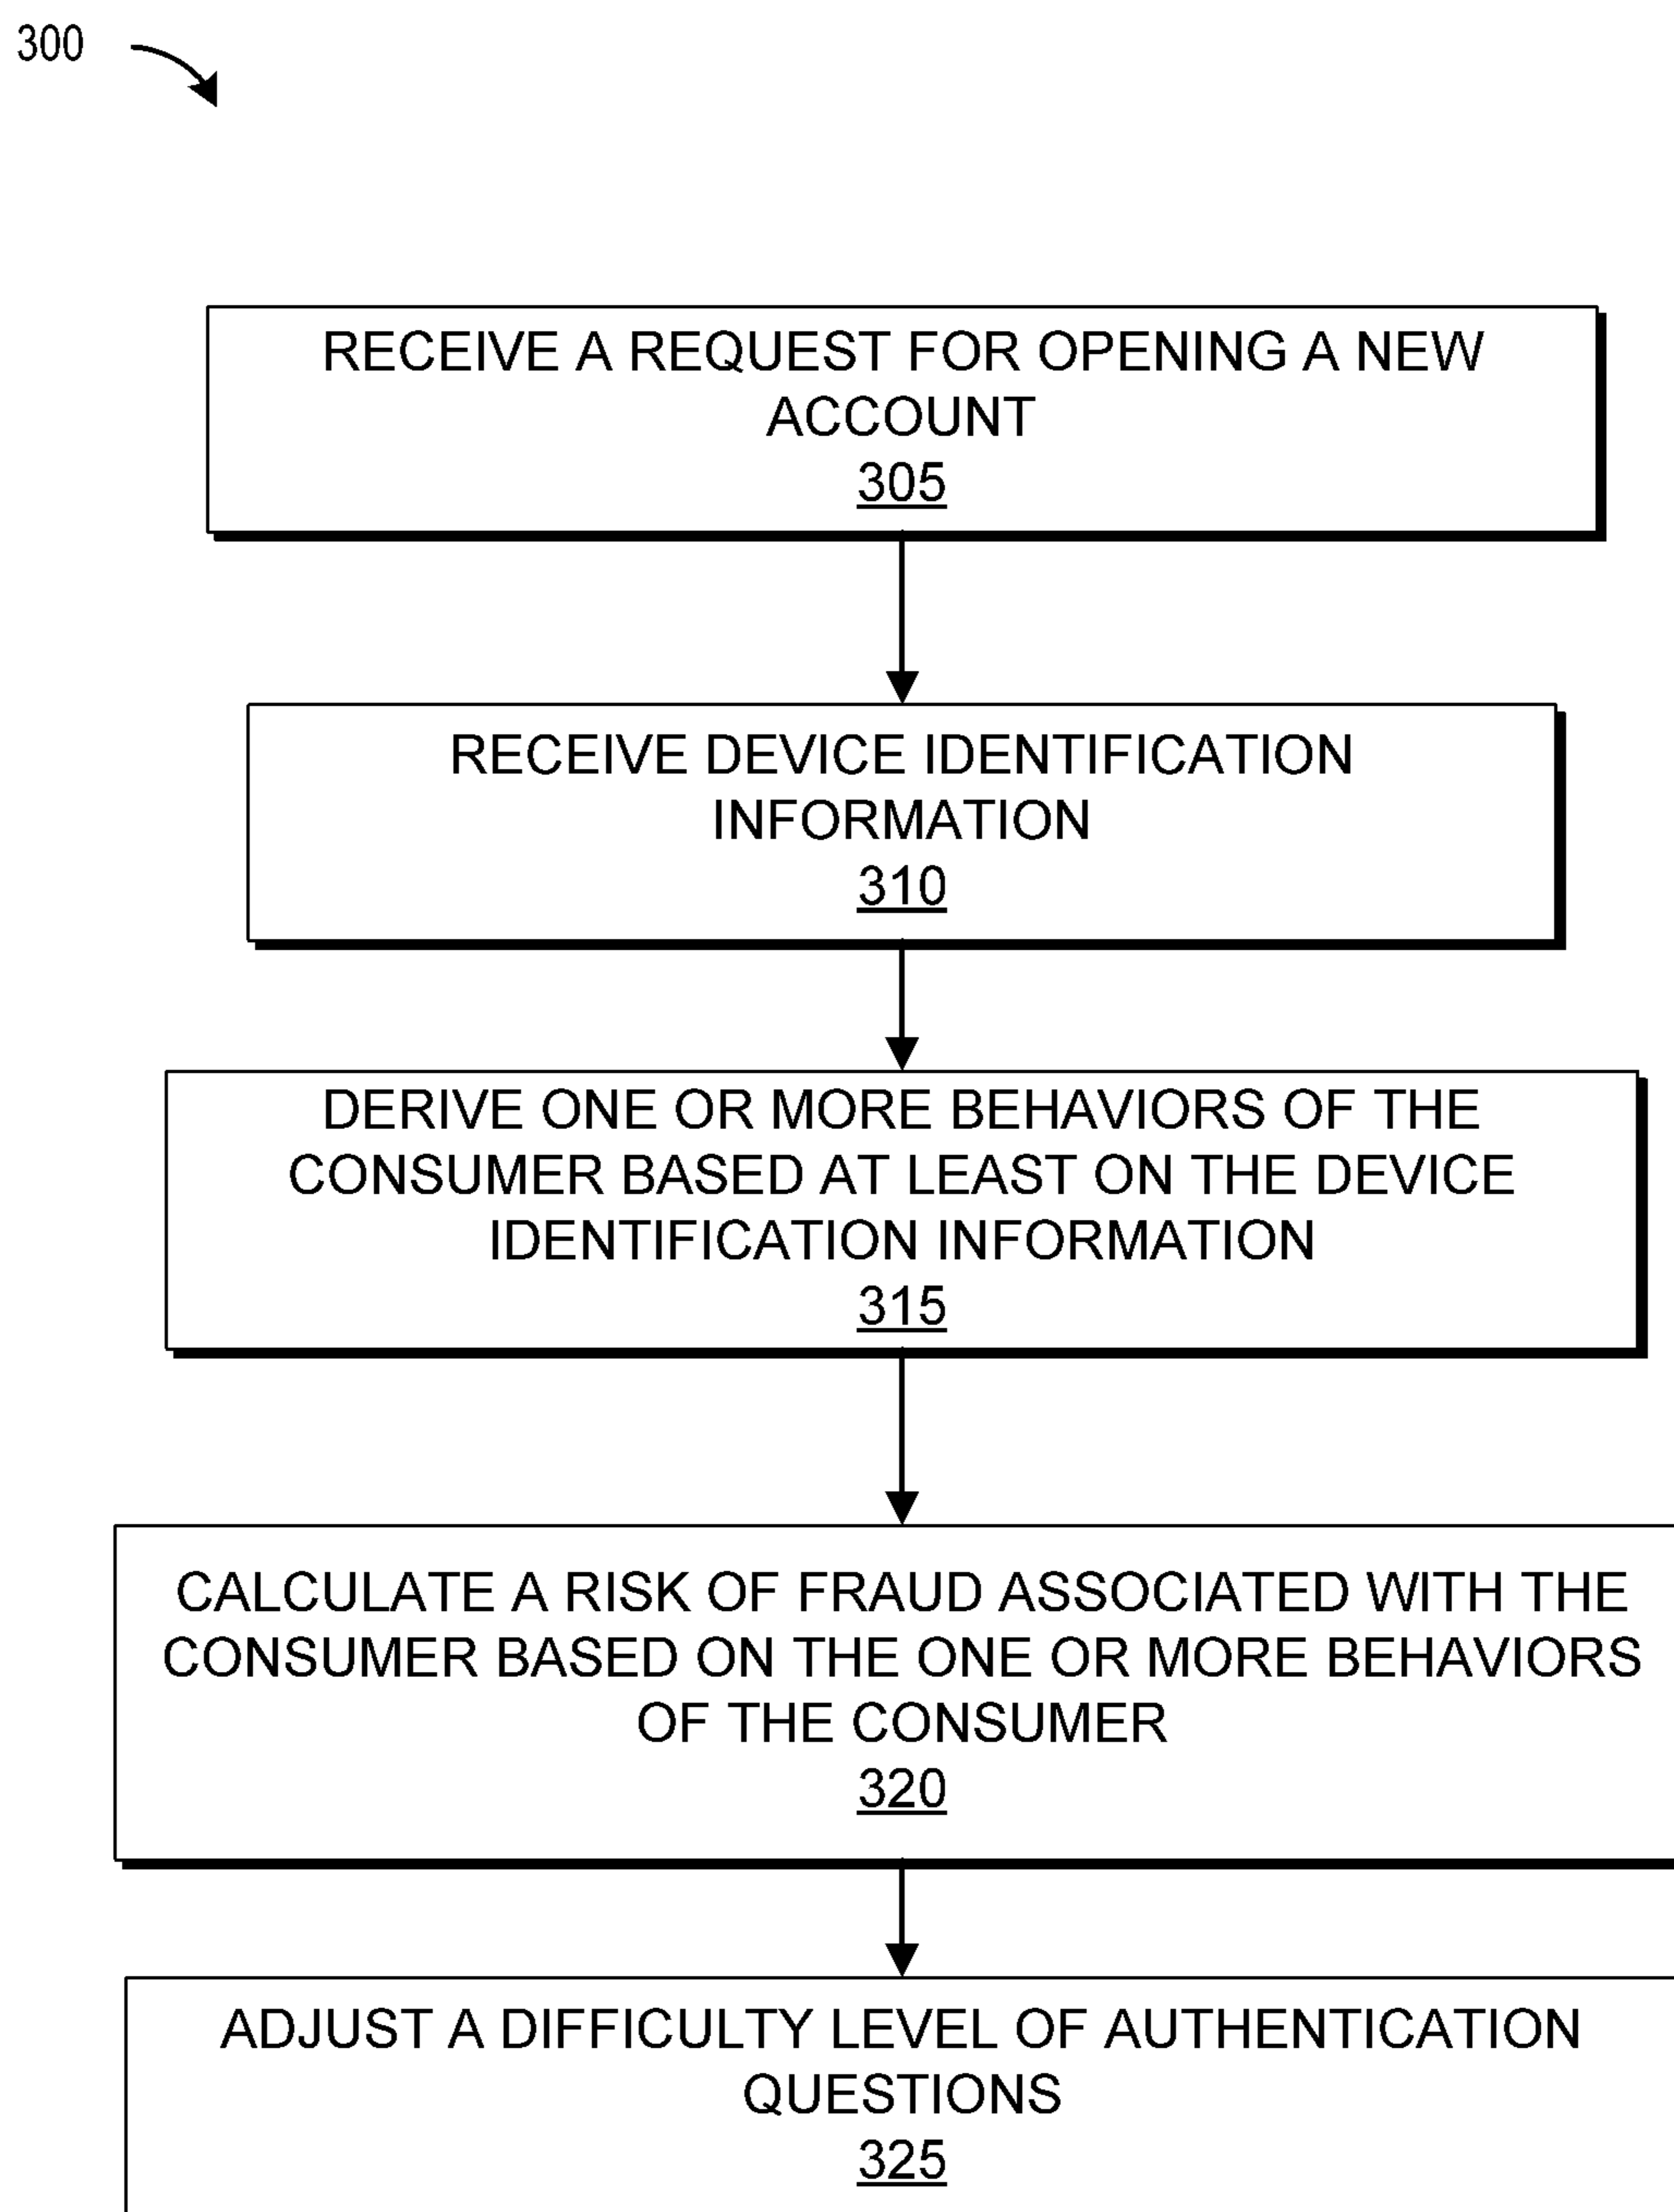 300
RECEIVE A REQUEST FOR OPENING A NEW
ACCOUNT
305
RECEIVE DEVICE IDENTIFICATION
INFORMATION
310
DERIVE ONE OR MORE BEHAVIORS OF THE
CONSUMER BASED AT LEAST ON THE DEVICE
IDENTIFICATION INFORMATION
315
CALCULATE A RISK OF FRAUD ASSOCIATED WITH THE
CONSUMER BASED ON THE ONE OR MORE BEHAVIORS
OF THE CONSUMER
320
ADJUST A DIFFICULTY LEVEL OF AUTHENTICATION
QUESTIONS
325